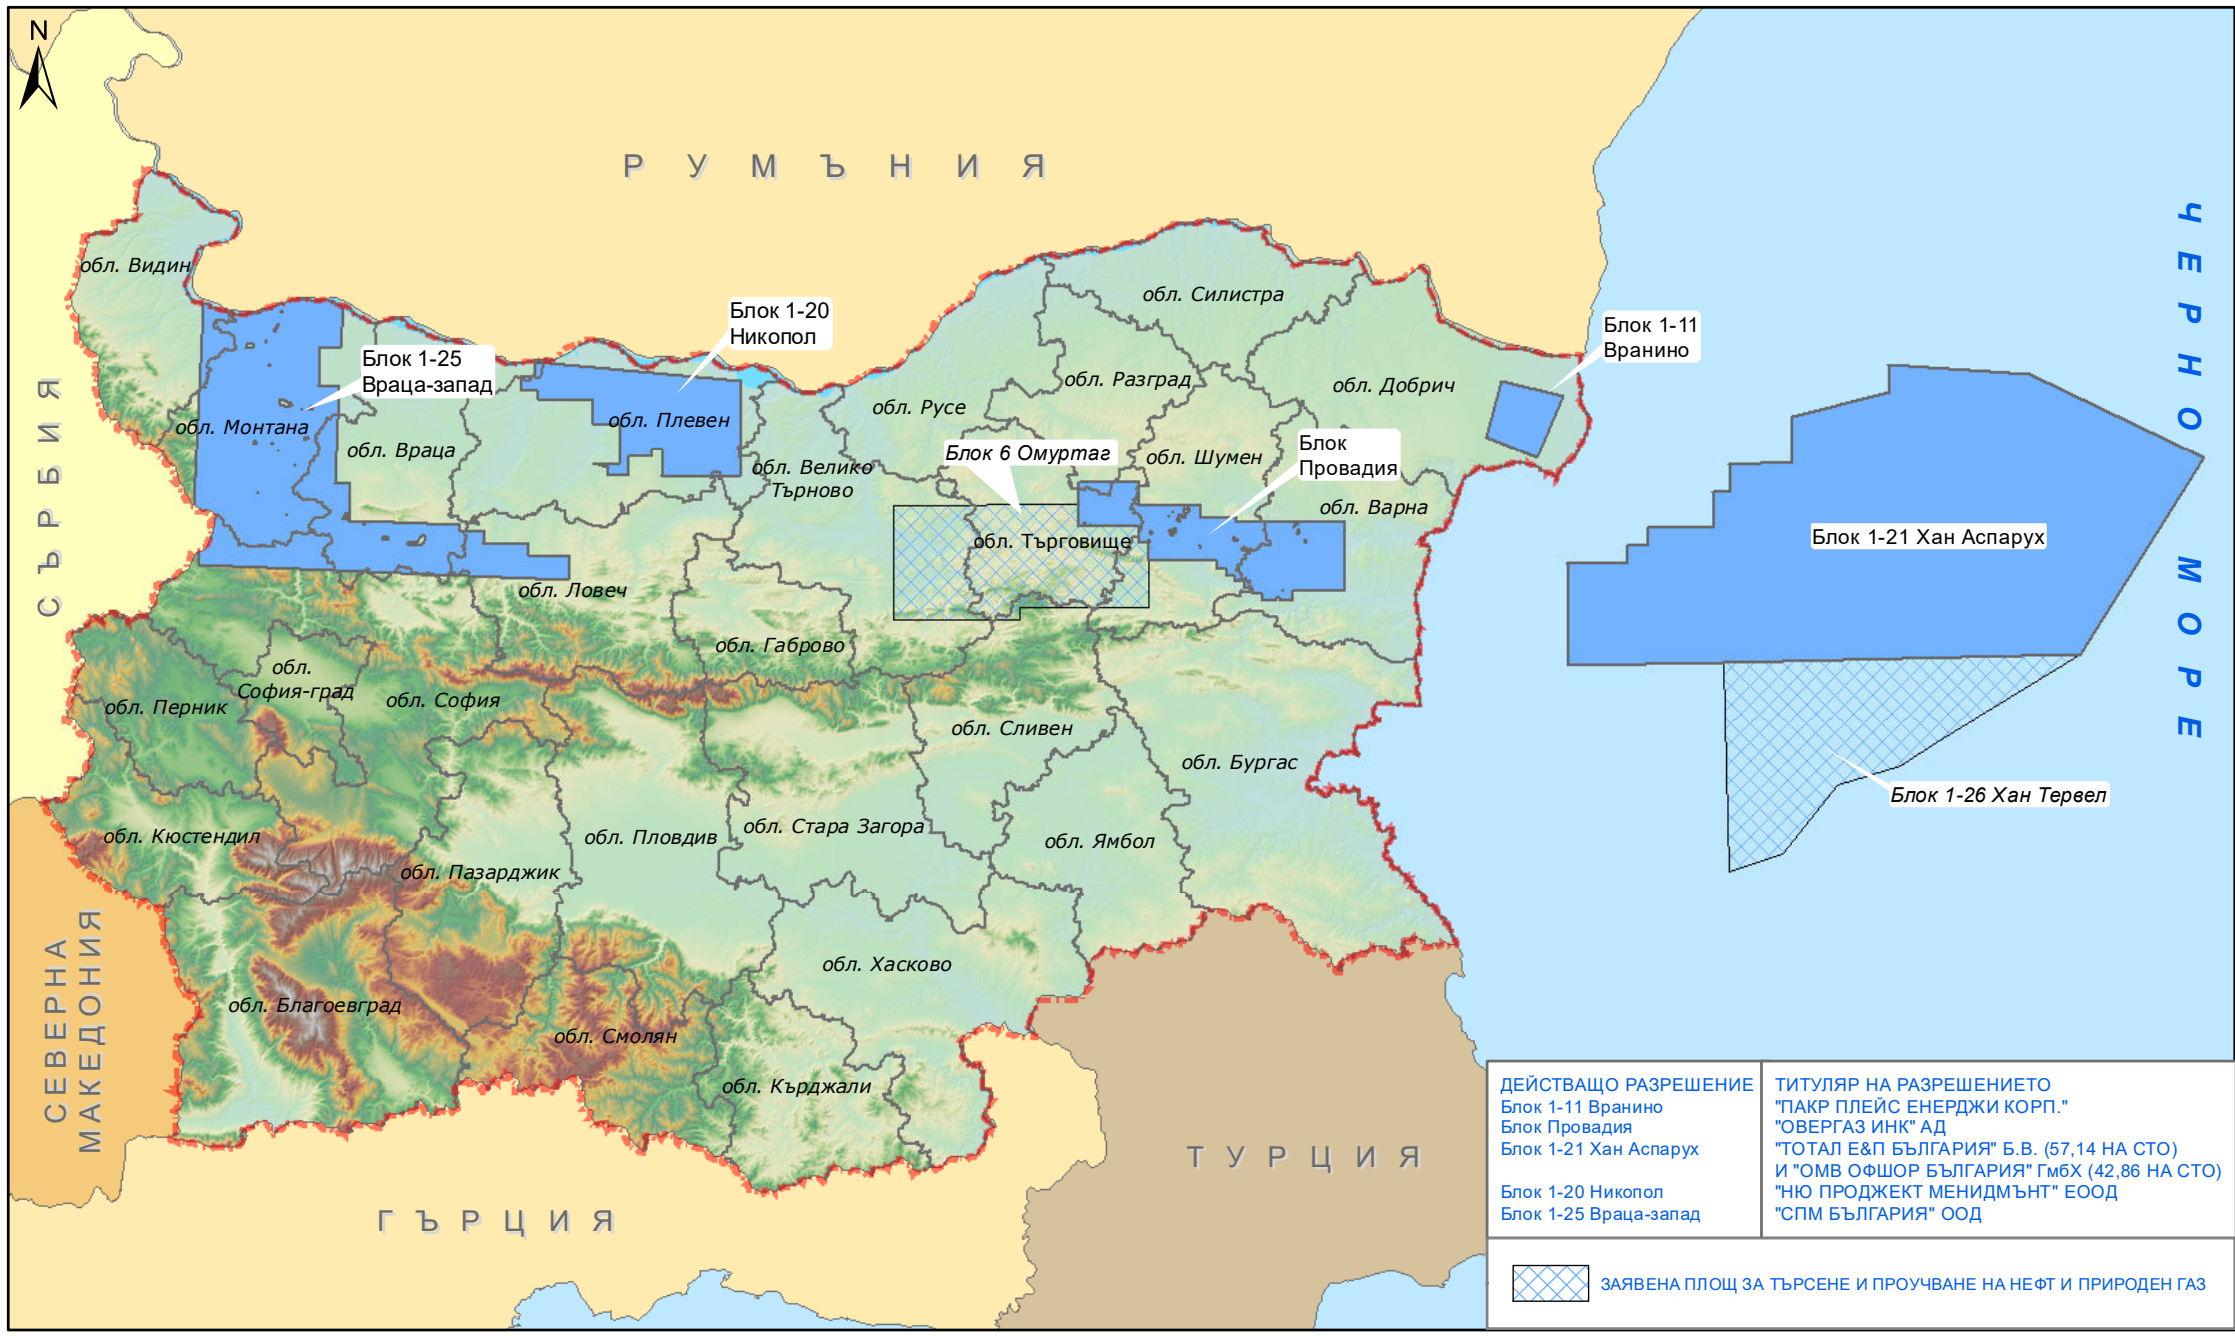 N
РУМЪНИЯ
СЪРБИЯ
СЕВЕРНА
МАКЕДОНИЯ
ГЪРЦИЯ
ТУРЦИЯ
ЧЕРНО МОРЕ
обл. Видин
обл. Монтана
обл. Враца
обл. Плевен
обл. Ловеч
обл. Велико
Търново
обл. Габрово
обл. Русе
обл. Силистра
обл. Разград
обл. Добрич
обл. Шумен
обл. Варна
обл. Търговище
обл.
София-град
обл. София
обл. Перник
обл. Кюстендил
обл. Благоевград
обл. Пазарджик
обл. Пловдив
обл. Смолян
обл. Стара Загора
обл. Сливен
обл. Ямбол
обл. Бургас
обл. Хасково
обл. Кърджали
Блок 1-25
Враца-запад
Блок 1-20
Никопол
Блок 6 Омуртаг
Блок
Провадия
Блок 1-11
Вранино
Блок 1-21 Хан Аспарух
Блок 1-26 Хан Тервел
ДЕЙСТВАЩО РАЗРЕШЕНИЕ
Блок 1-11 Вранино
Блок Провадия
Блок 1-21 Хан Аспарух
Блок 1-20 Никопол
Блок 1-25 Враца-запад
ТИТУЛЯР НА РАЗРЕШЕНИЕТО
"ПАКР ПЛЕЙС ЕНЕРДЖИ КОРП."
"ОВЕРГАЗ ИНК" АД
"ТОТАЛ Е&П БЪЛГАРИЯ" Б.В. (57,14 НА СТО)
И "ОМВ ОФШОР БЪЛГАРИЯ" ГмбХ (42,86 НА СТО)
"НЮ ПРОДЖЕКТ МЕНИДМЪНТ" ЕООД
"СПМ БЪЛГАРИЯ" ООД
ЗАЯВЕНА ПЛОЩ ЗА ТЪРСЕНЕ И ПРОУЧВАНЕ НА НЕФТ И ПРИРОДЕН ГАЗ